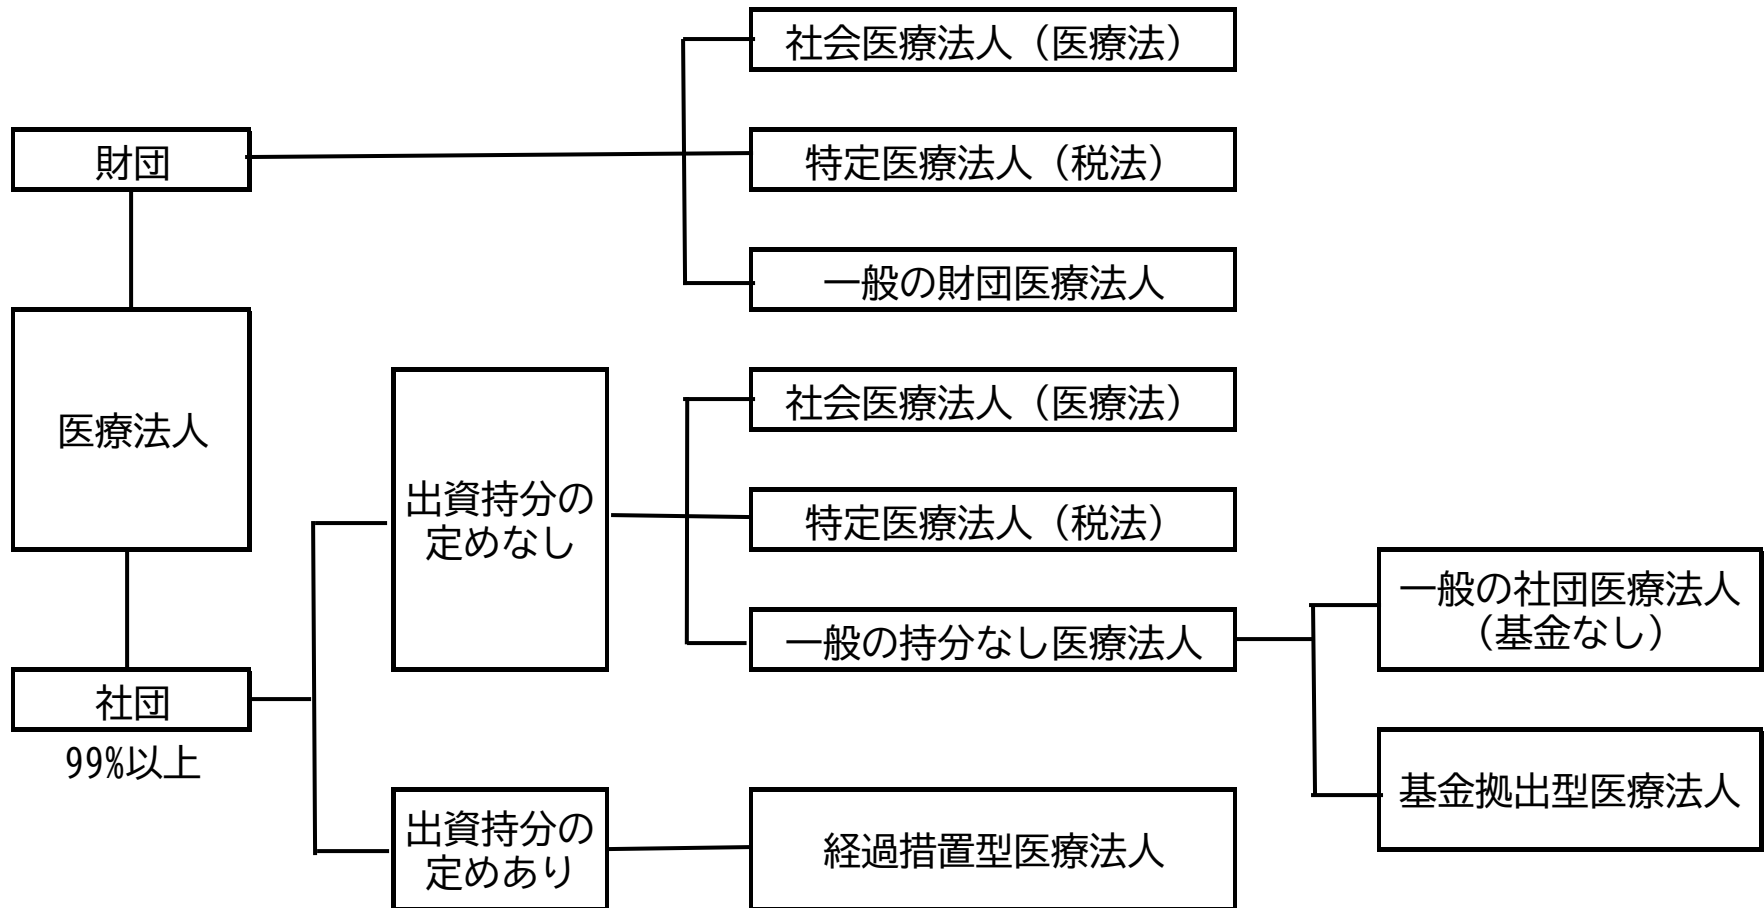 社会医療法人（医療法）
財団
特定医療法人（税法）
一般の財団医療法人
医療法人
社会医療法人（医療法）
出資持分の
定めなし
特定医療法人（税法）
一般の持分なし医療法人
一般の社団医療法人
（基金なし）
社団
99%以上
基金拠出型医療法人
出資持分の
定めあり
経過措置型医療法人